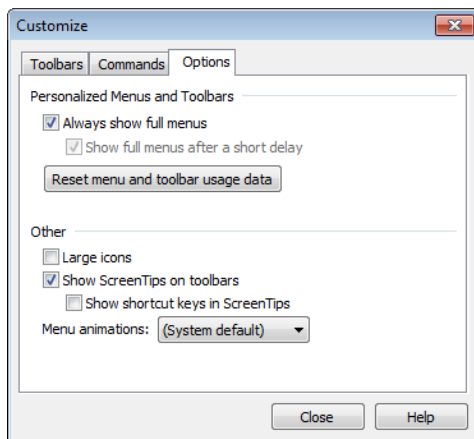 Customize
Toolbars Commands Options
Personalized Menus and Toolbars
Always show full menus
Show full menus after a short delay
Reset menu and toolbar usage data
Other
Large icons
Show ScreenTips on toolbars
Show shortcut keys in ScreenTips
Menu animations: (System default)
Close Help